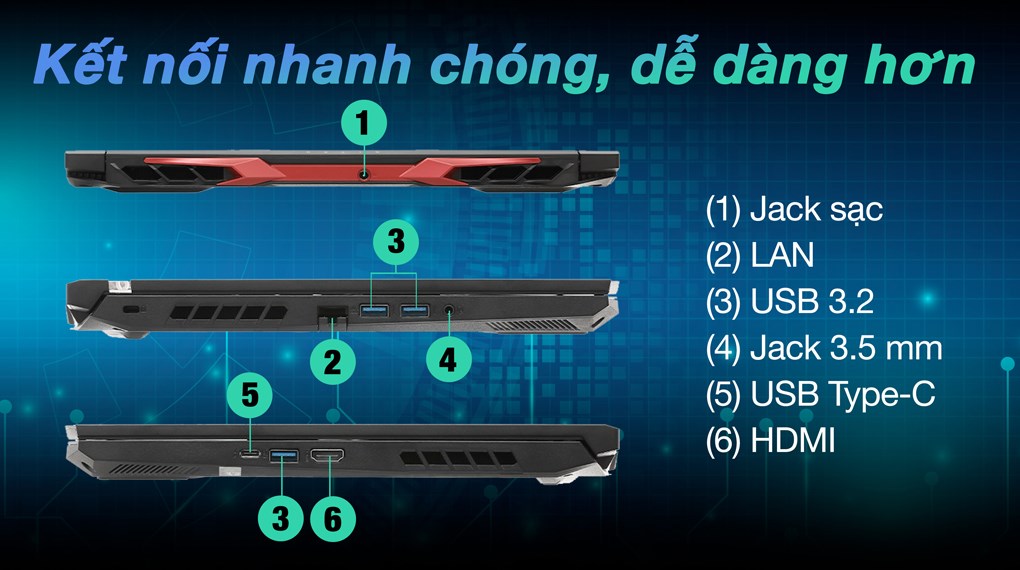 Kết nối nhanh chóng, dễ dàng hơn
1
3
2
4
5
3
6
(1) Jack sạc
(2) LAN
(3) USB 3.2
(4) Jack 3.5 mm
(5) USB Type-C
(6) HDMI